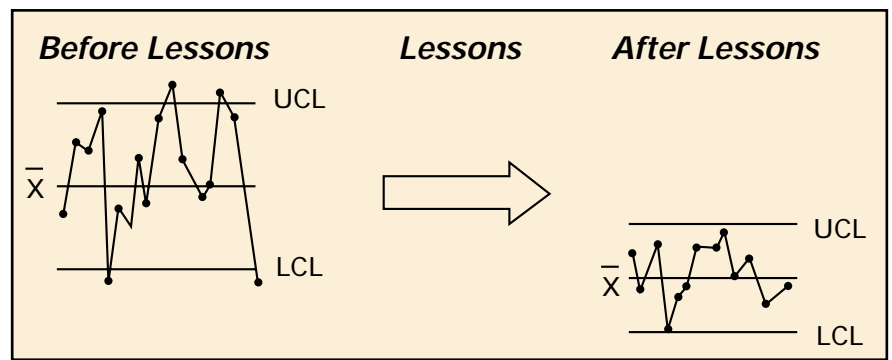 Before Lessons
Lessons
After Lessons
UCL
X̅
LCL
UCL
X̅
LCL